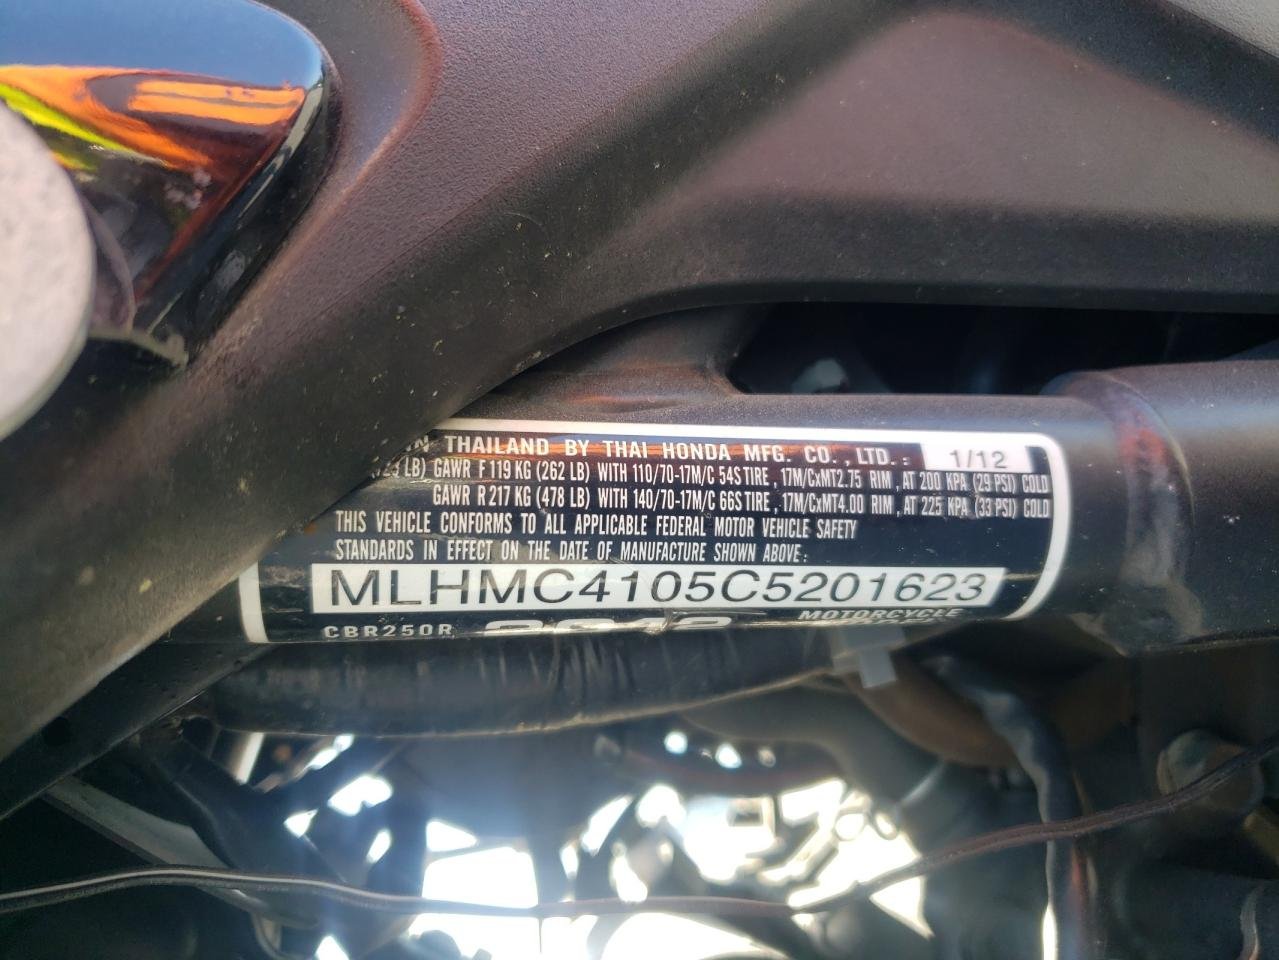 IN THAILAND BY THAI HONDA MFG. CO., LTD.: 1/12
LB) GAWR F 119 KG (262 LB) WITH 110/70-17M/C 54S TIRE, 17M/CxMT2.75 RIM, AT 200 KPA (29 PSI) COLD
GAWR R 217 KG (478 LB) WITH 140/70-17M/C 66S TIRE, 17M/CxMT4.00 RIM, AT 225 KPA (33 PSI) COLD
THIS VEHICLE CONFORMS TO ALL APPLICABLE FEDERAL MOTOR VEHICLE SAFETY
STANDARDS IN EFFECT ON THE DATE OF MANUFACTURE SHOWN ABOVE:
MLHMC4105C5201623
CBR250R 2012 MOTORCYCLE